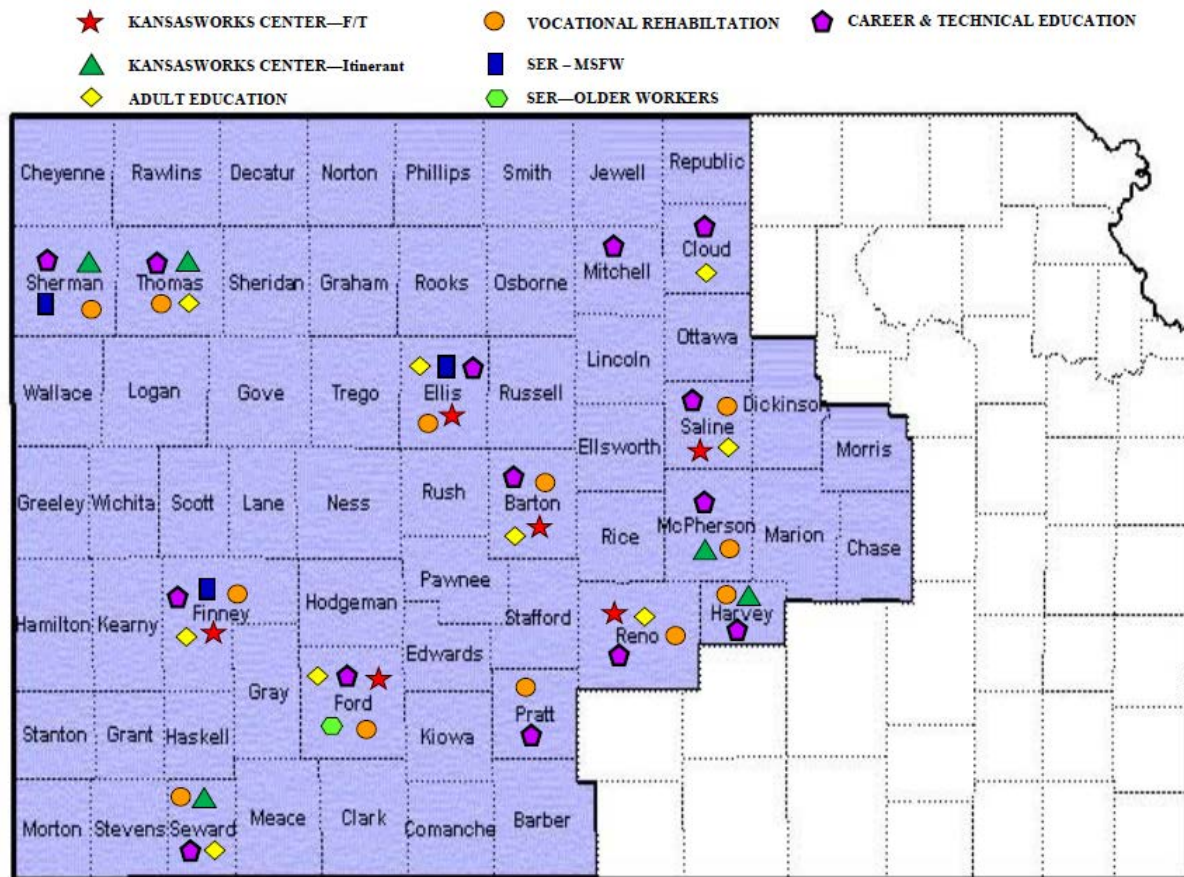 KANSASWORKS CENTER—F/T VOCATIONAL REHABILTATION CAREER & TECHNICAL EDUCATION
KANSASWORKS CENTER—Itinerant SER – MSFW
ADULT EDUCATION SER—OLDER WORKERS
Cheyenne Rawlins Decatur Norton Phillips Smith Jewell Republic
Sherman Thomas Sheridan Graham Rooks Osborne Mitchell Cloud
Wallace Logan Gove Trego Ellis Russell Lincoln Ottawa
Ellsworth Saline Dickinson Morris
Greeley Wichita Scott Lane Ness Rush Barton Rice McPherson Marion Chase
Hamilton Kearny Finney Hodgeman Pawnee Stafford Reno Harvey
Gray Ford Edwards Pratt
Stanton Grant Haskell Kiowa
Morton Stevens Seward Meace Clark Comanche Barber